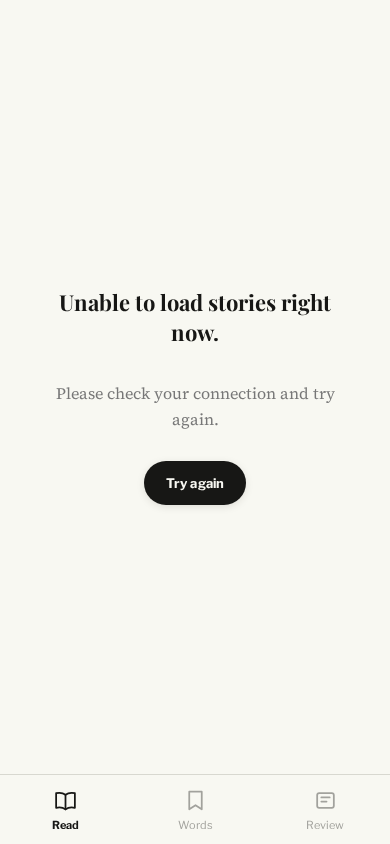 Unable to load stories right
now.
Please check your connection and try
again.
Try again
Read
Words
Review